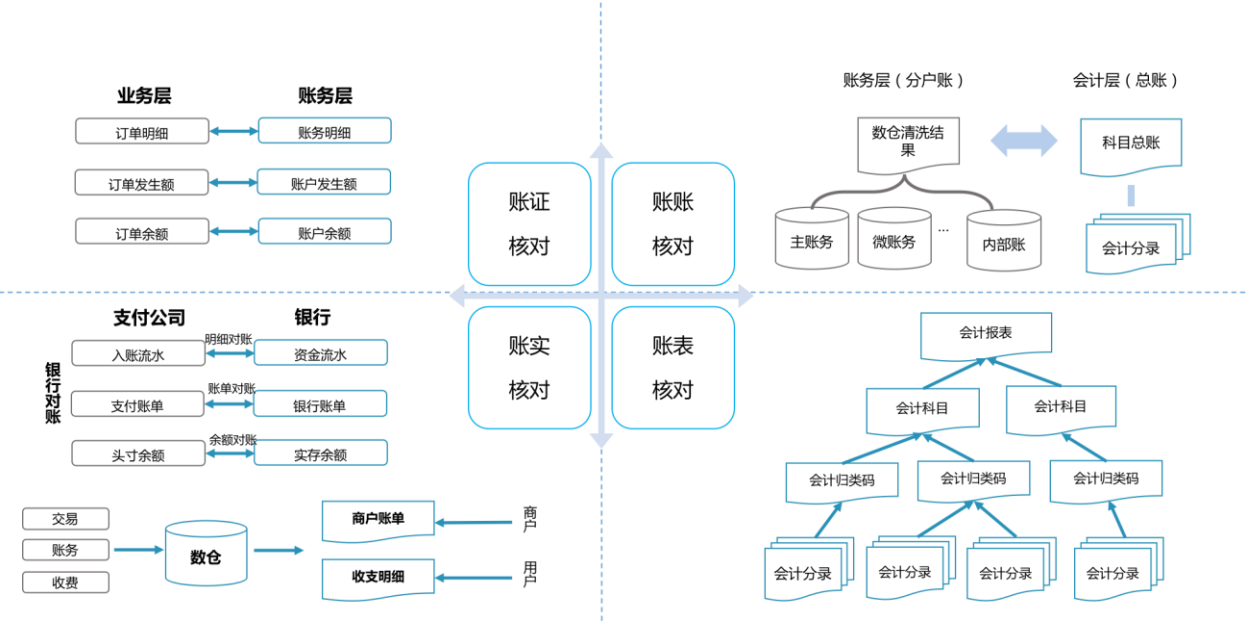 业务层
账务层
订单明细
账务明细
订单发生额
账户发生额
订单余额
账户余额
账证
核对
账账
核对
账务层（分户账）
会计层（总账）
数仓清洗结
果
科目总账
主账务
微账务
...
内部账
会计分录
支付公司
银行
银行对账
入账流水
明细对账
资金流水
支付账单
账单对账
银行账单
头寸余额
余额对账
实存余额
交易
账务
收费
数仓
商户账单
商户
收支明细
用户
账实
核对
账表
核对
会计报表
会计科目
会计科目
会计归类码
会计归类码
会计归类码
会计分录
会计分录
会计分录
会计分录